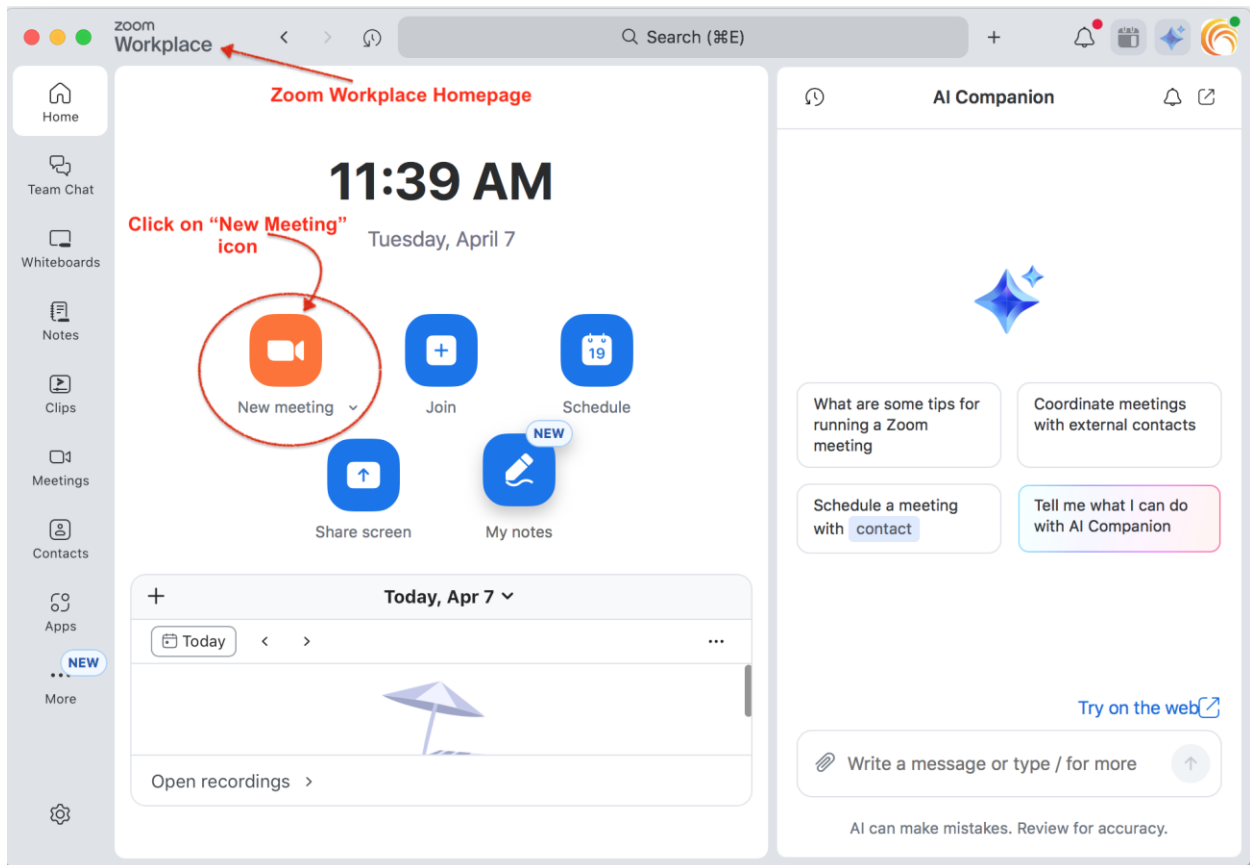 zoom
Workplace
Search (⌘E)
Zoom Workplace Homepage
Home
Team Chat
Whiteboards
Notes
Clips
Meetings
Contacts
Apps
NEW
More
11:39 AM
Tuesday, April 7
Click on “New Meeting”
icon
19
New meeting
Join
Schedule
NEW
Share screen
My notes
Today, Apr 7
Today
Open recordings
AI Companion
What are some tips for
running a Zoom
meeting
Coordinate meetings
with external contacts
Schedule a meeting
with contact
Tell me what I can do
with AI Companion
Try on the web
Write a message or type / for more
AI can make mistakes. Review for accuracy.